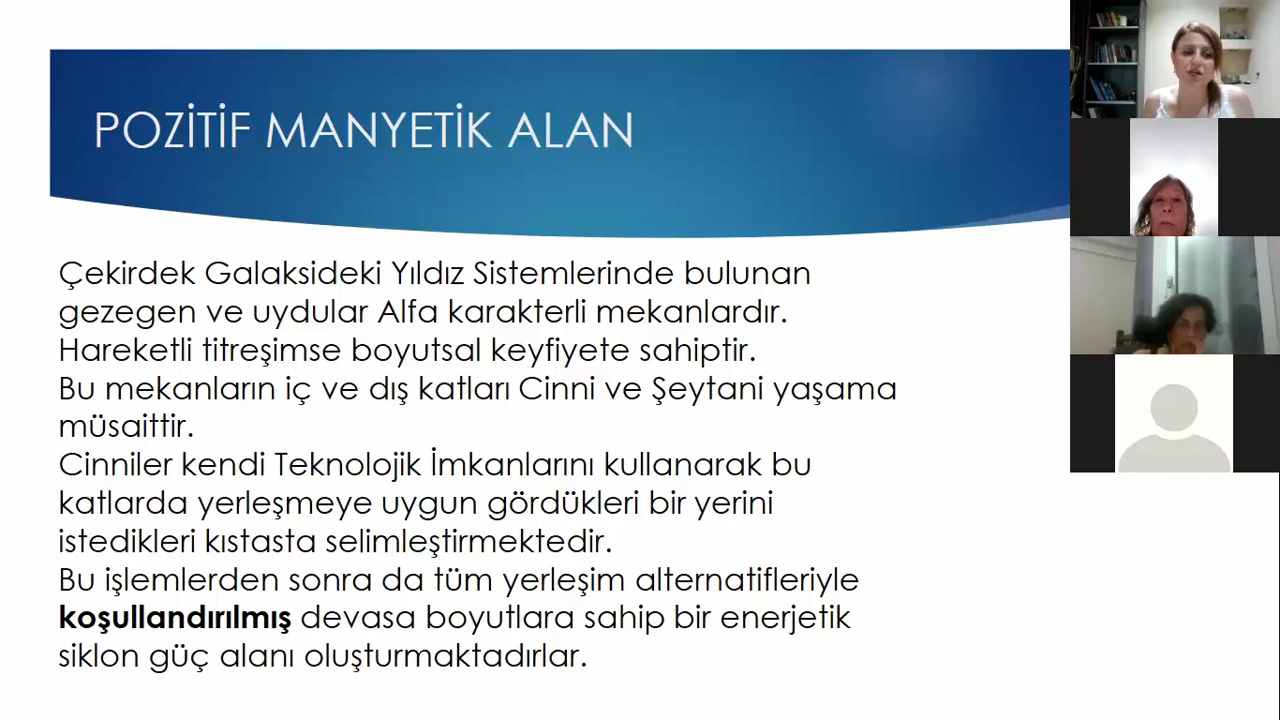 POZİTİF MANYETİK ALAN
Çekirdek Galaksideki Yıldız Sistemlerinde bulunan
gezegen ve uydular Alfa karakterli mekanlardır.
Hareketli titreşimse boyutsal keyfiyete sahiptir.
Bu mekanların iç ve dış katları Cinni ve Şeytani yaşama
müsaittir.
Cinniler kendi Teknolojik İmkanlarını kullanarak bu
katlarda yerleşmeye uygun gördükleri bir yerini
istedikleri kıstasta selimleştirmektedir.
Bu işlemlerden sonra da tüm yerleşim alternatifleriyle
koşullandırılmış devasa boyutlara sahip bir enerjetik
siklon güç alanı oluşturmaktadırlar.